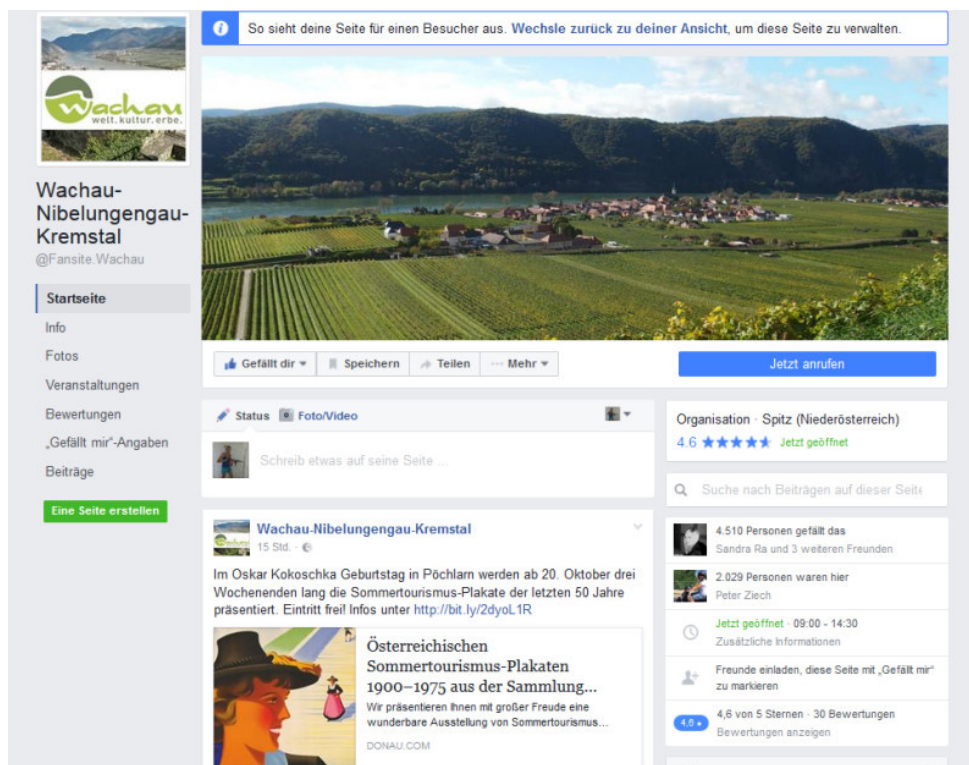 So sieht deine Seite für einen Besucher aus. Wechsle zurück zu deiner Ansicht, um diese Seite zu verwalten.
Wachau
welt.kultur.erbe.
Wachau-
Nibelungengau-
Kremstal
@Fansite.Wachau
Startseite
Info
Fotos
Veranstaltungen
Bewertungen
„Gefällt mir“-Angaben
Beiträge
Eine Seite erstellen
Gefällt dir
Speichern
Teilen
Mehr
Jetzt anrufen
Status
Foto/Video
Schreib etwas auf seine Seite ...
Wachau
Wachau-Nibelungengau-Kremstal
15 Std. ·
Im Oskar Kokoschka Geburtstag in Pöchlarn werden ab 20. Oktober drei
Wochenenden lang die Sommertourismus-Plakate der letzten 50 Jahre
präsentiert. Eintritt frei! Infos unter http://bit.ly/2dyoL1R
Österreichischen
Sommertourismus-Plakaten
1900–1975 aus der Sammlung...
Wir präsentieren Ihnen mit großer Freude eine
wunderbare Ausstellung von Sommertourismus...
DONAU.COM
Organisation · Spitz (Niederösterreich)
4.6 Jetzt geöffnet
Suche nach Beiträgen auf dieser Seite
4.510 Personen gefällt das
Sandra Ra und 3 weiteren Freunden
2.029 Personen waren hier
Peter Ziech
Jetzt geöffnet · 09:00 - 14:30
Zusätzliche Informationen
Freunde einladen, diese Seite mit „Gefällt mir“
zu markieren
4.6
4,6 von 5 Sternen · 30 Bewertungen
Bewertungen anzeigen